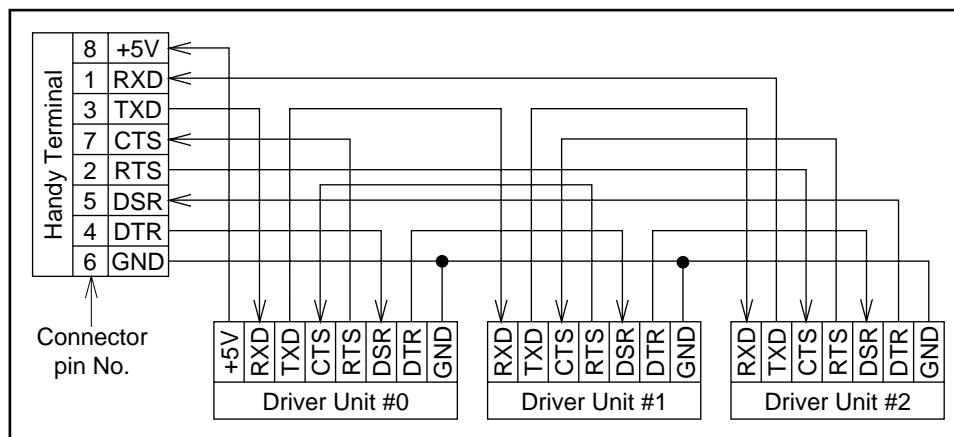 Handy Terminal
8 +5V
1 RXD
3 TXD
7 CTS
2 RTS
5 DSR
4 DTR
6 GND
Connector
pin No.
+5V RXD TXD CTS RTS DSR DTR GND
Driver Unit #0
RXD TXD CTS RTS DSR DTR GND
Driver Unit #1
RXD TXD CTS RTS DSR DTR GND
Driver Unit #2